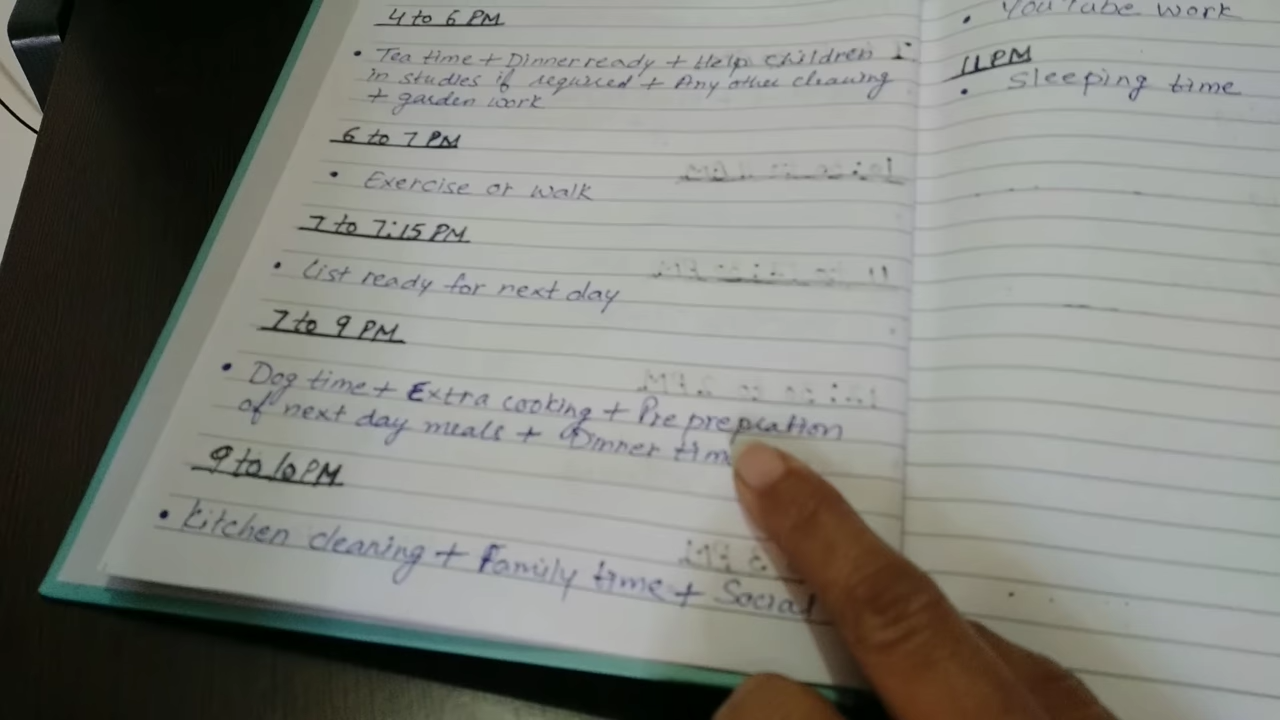 4 to 6 PM
• Tea time + Dinner ready + Help children
in studies if required + Any other cleaning
+ garden work
6 to 7 PM
• Exercise or walk
7 to 7:15 PM
• List ready for next day
7 to 9 PM
• Dog time + Extra cooking + Pre prepration
of next day meals + Dinner time
9 to 10 PM
• Kitchen cleaning + Family time + Social
• YouTube work
11 PM
• Sleeping time